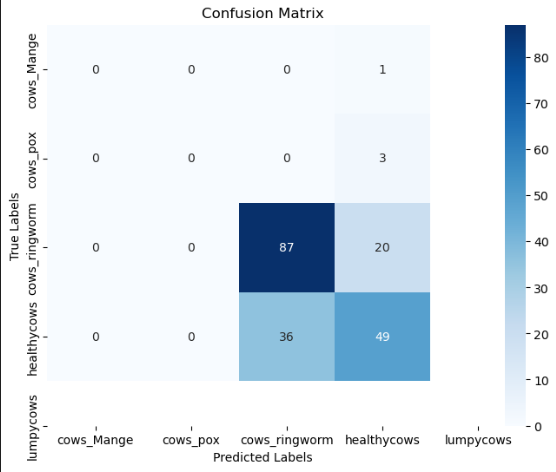 Confusion Matrix
cows_Mange 0 0 0 1
cows_pox 0 0 0 3
cows_ringworm 0 0 87 20
healthycows 0 0 36 49
lumpycows
True Labels
cows_Mange cows_pox cows_ringworm healthycows lumpycows
Predicted Labels
80
70
60
50
40
30
20
10
0